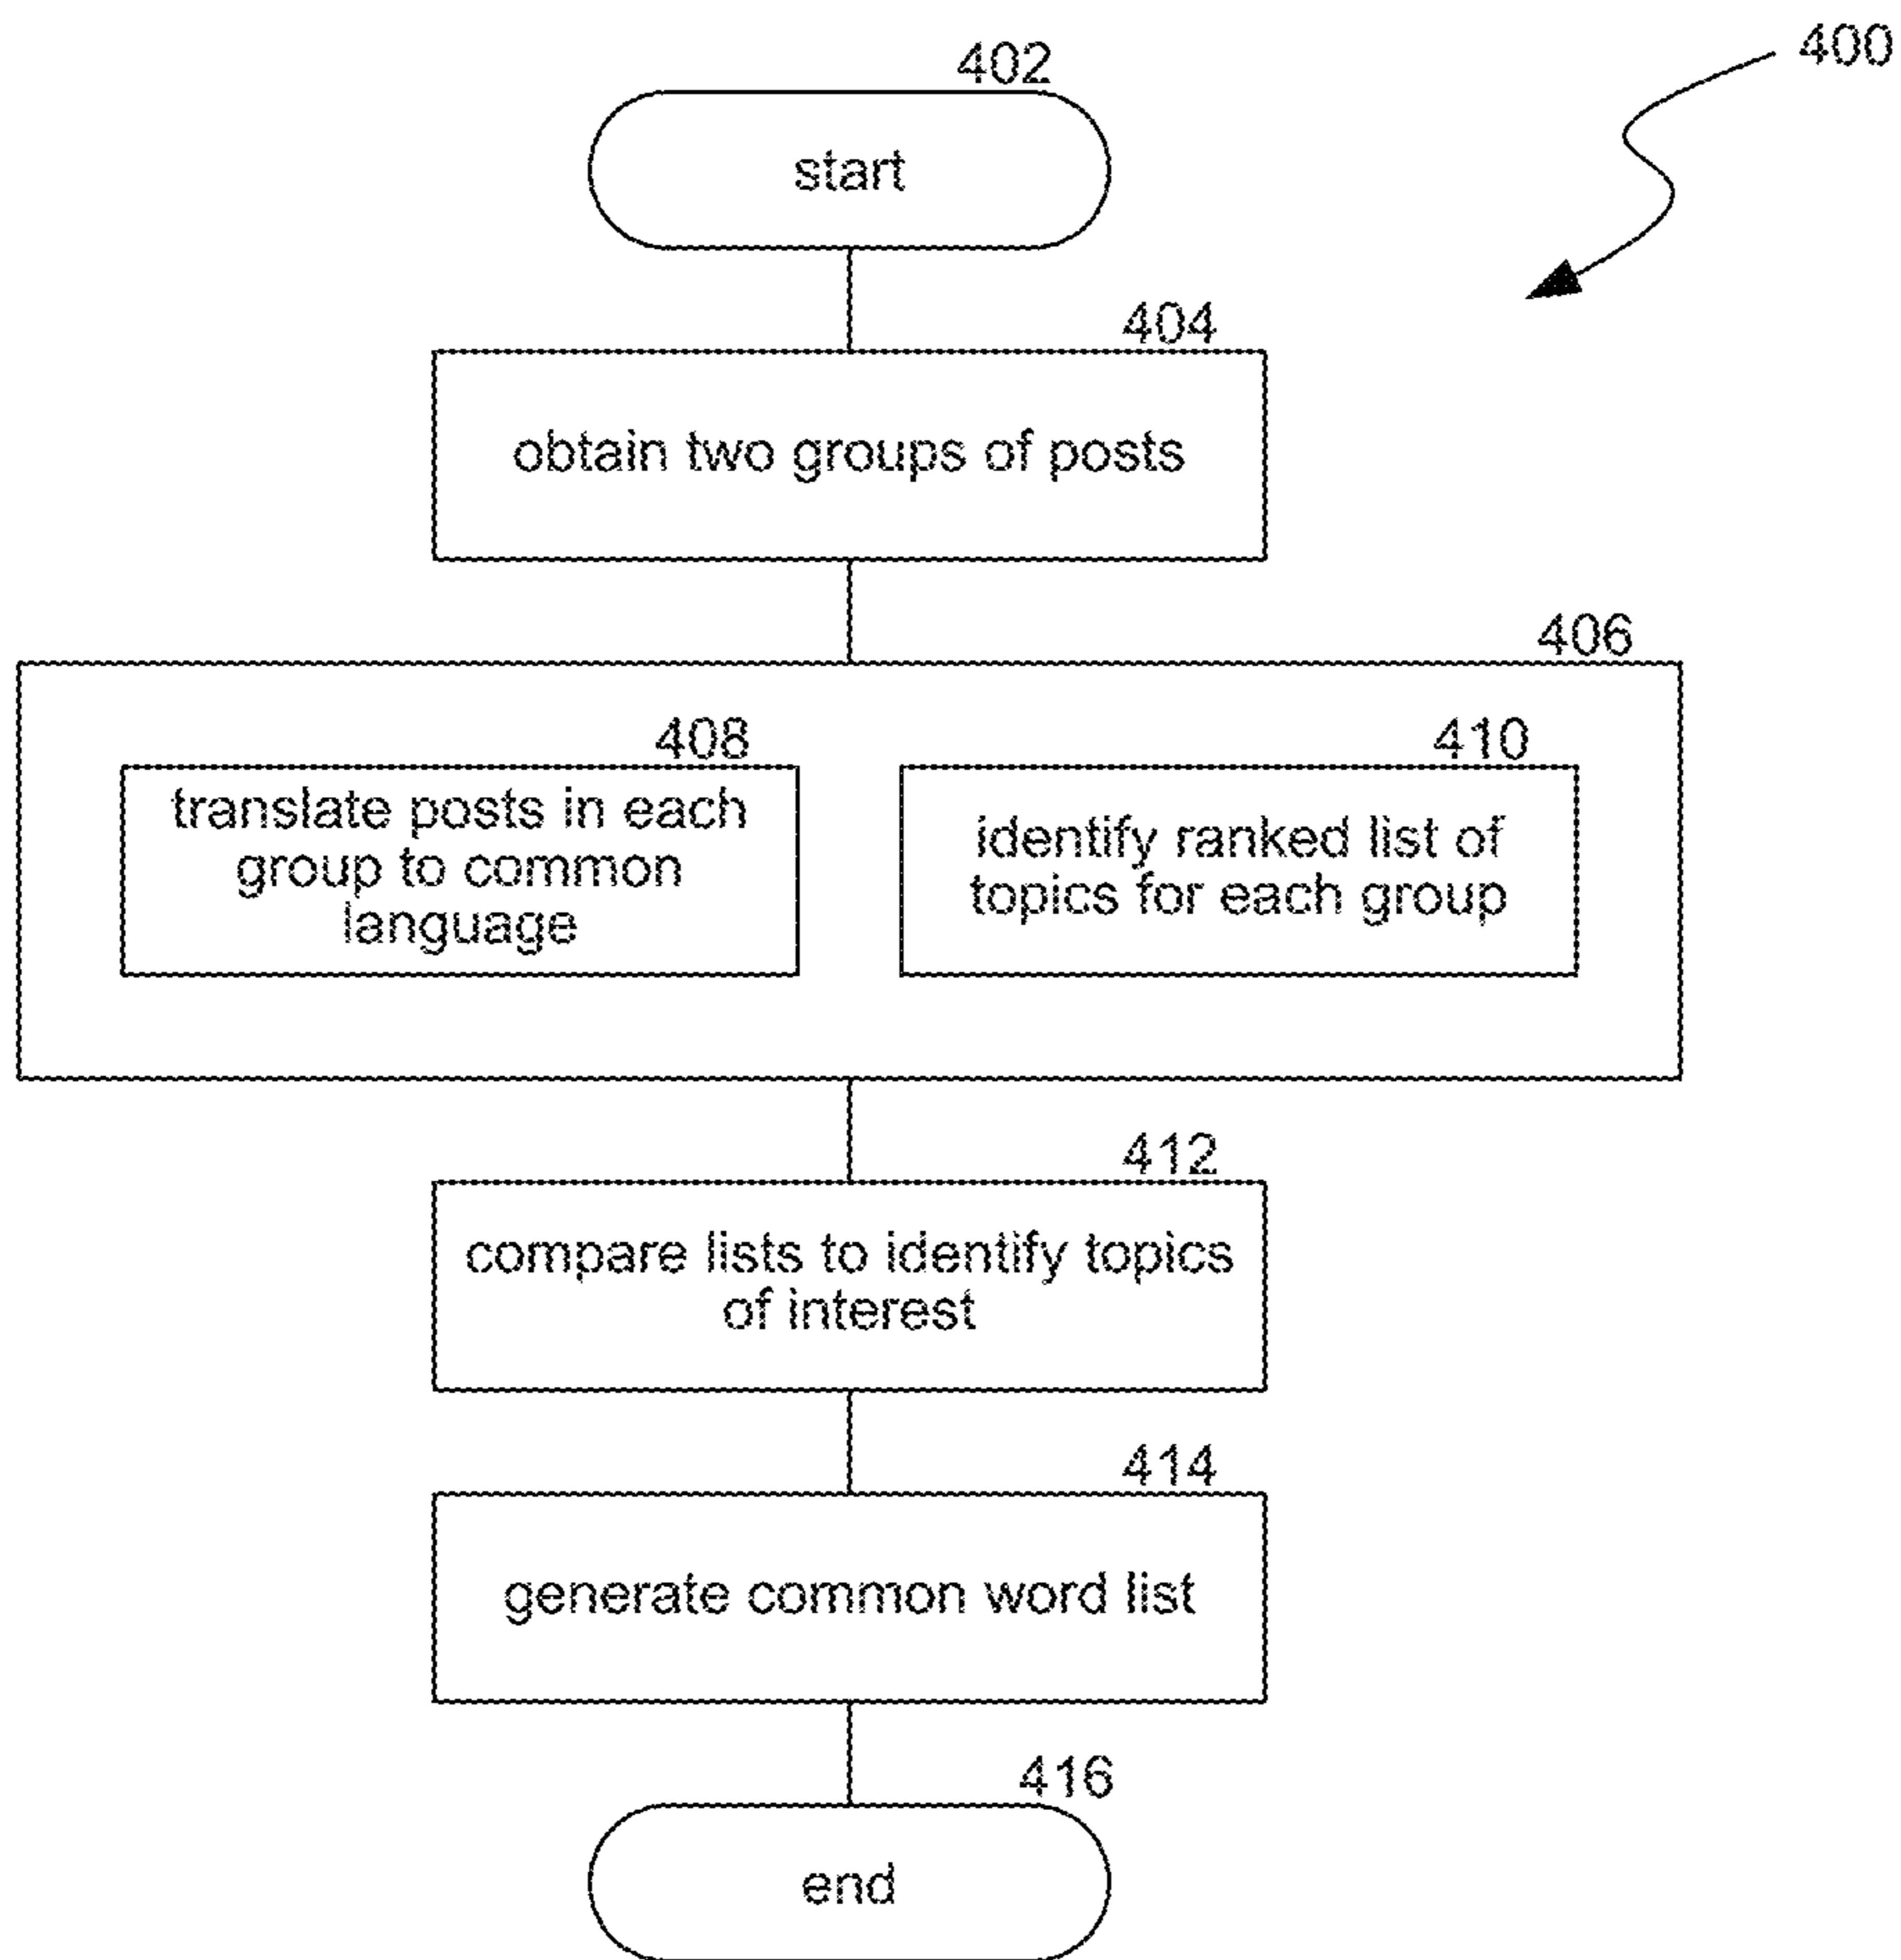 400
402
start
404
obtain two groups of posts
406
408
translate posts in each
group to common
language
410
identify ranked list of
topics for each group
412
compare lists to identify topics
of interest
414
generate common word list
416
end